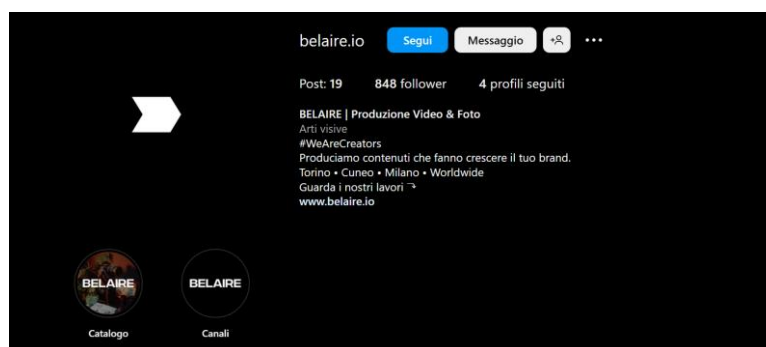 belaire.io Segui Messaggio
Post: 19 848 follower 4 profili seguiti
BELAIRE | Produzione Video & Foto
Arti visive
#WeAreCreators
Produciamo contenuti che fanno crescere il tuo brand.
Torino • Cuneo • Milano • Worldwide
Guarda i nostri lavori ⤵
www.belaire.io
BELAIRE BELAIRE
Catalogo Canali